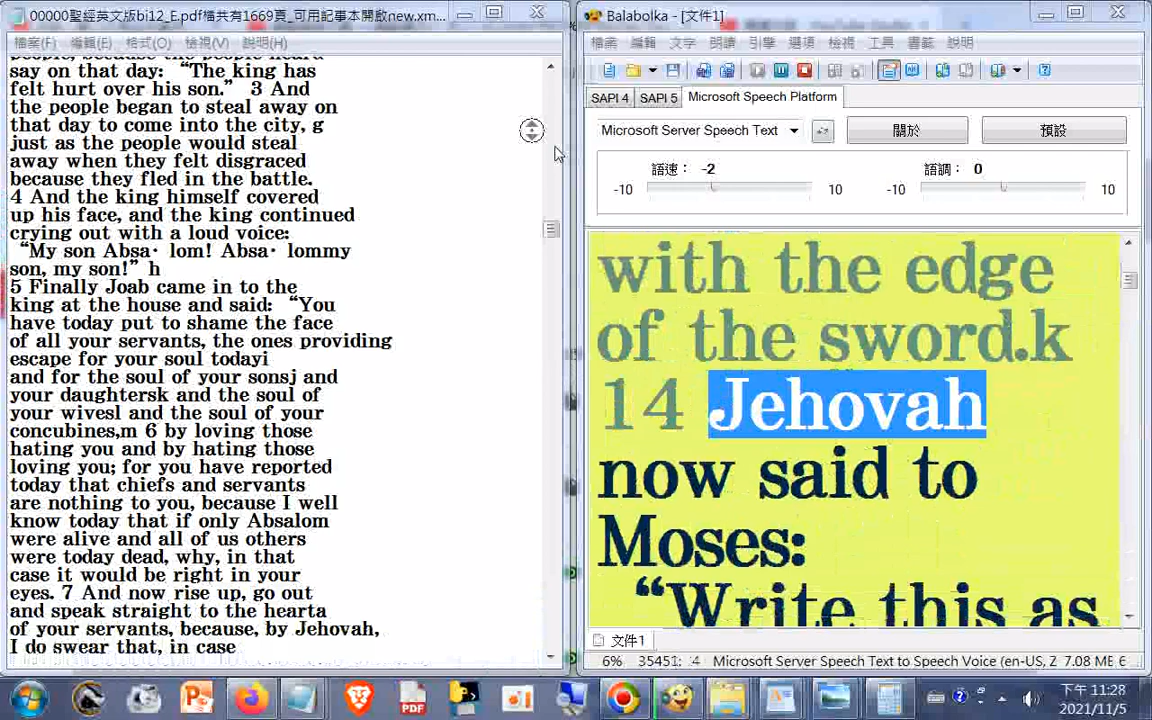 00000聖經英文版bi12_E.pdf檔共有1669頁_可用記事本開啟new.xm...
檔案(F) 編輯(E) 格式(O) 檢視(V) 說明(H)
people, because the people heard
say on that day: “The king has
felt hurt over his son.” 3 And
the people began to steal away on
that day to come into the city, g
just as the people would steal
away when they felt disgraced
because they fled in the battle.
4 And the king himself covered
up his face, and the king continued
crying out with a loud voice:
“My son Absa· lom! Absa· lommy
son, my son!” h
5 Finally Joab came in to the
king at the house and said: “You
have today put to shame the face
of all your servants, the ones providing
escape for your soul todayi
and for the soul of your sonsj and
your daughtersk and the soul of
your wivesl and the soul of your
concubines,m 6 by loving those
hating you and by hating those
loving you; for you have reported
today that chiefs and servants
are nothing to you, because I well
know today that if only Absalom
were alive and all of us others
were today dead, why, in that
case it would be right in your
eyes. 7 And now rise up, go out
and speak straight to the hearta
of your servants, because, by Jehovah,
I do swear that, in case
Balabolka - [文件1]
檔案 編輯 文字 朗讀 引擎 選項 檢視 工具 書籤 說明
SAPI 4 SAPI 5 Microsoft Speech Platform
Microsoft Server Speech Text 關於 預設
語速： -2 語調： 0
-10 10 -10 10
with the edge
of the sword.k
14 Jehovah
now said to
Moses:
“Write this as
文件1
6% 35451: 4 Microsoft Server Speech Text to Speech Voice (en-US, Z 7.08 MB 6
PDF
下午 11:28
2021/11/5